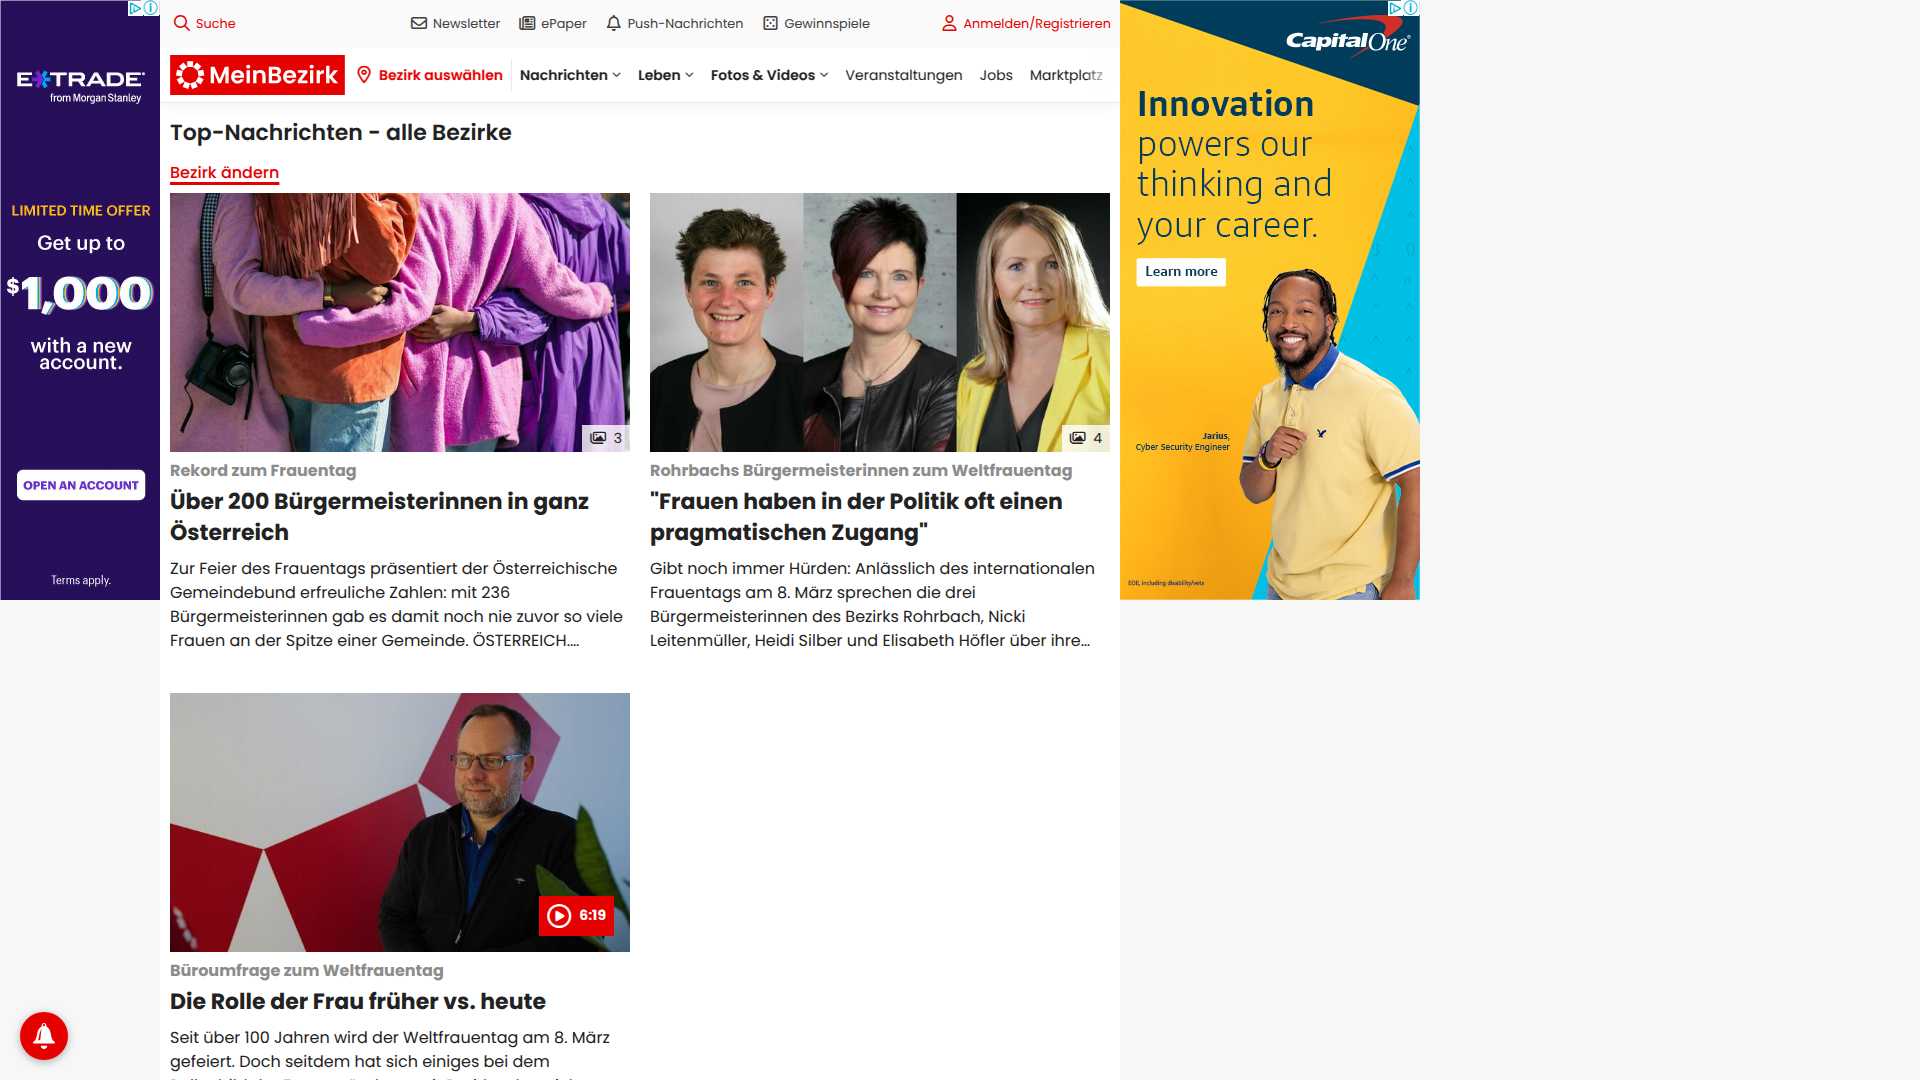 Suche
Newsletter
ePaper
Push-Nachrichten
Gewinnspiele
Anmelden/Registrieren
MeinBezirk
Bezirk auswählen
Nachrichten
Leben
Fotos & Videos
Veranstaltungen
Jobs
Marktplatz
E*TRADE
from Morgan Stanley
LIMITED TIME OFFER
Get up to
$1,000
with a new
account.
OPEN AN ACCOUNT
Terms apply.
Top-Nachrichten - alle Bezirke
Bezirk ändern
3
Rekord zum Frauentag
Über 200 Bürgermeisterinnen in ganz
Österreich
Zur Feier des Frauentags präsentiert der Österreichische
Gemeindebund erfreuliche Zahlen: mit 236
Bürgermeisterinnen gab es damit noch nie zuvor so viele
Frauen an der Spitze einer Gemeinde. ÖSTERREICH....
4
Rohrbachs Bürgermeisterinnen zum Weltfrauentag
"Frauen haben in der Politik oft einen
pragmatischen Zugang"
Gibt noch immer Hürden: Anlässlich des internationalen
Frauentags am 8. März sprechen die drei
Bürgermeisterinnen des Bezirks Rohrbach, Nicki
Leitenmüller, Heidi Silber und Elisabeth Höfler über ihre...
6:19
Büroumfrage zum Weltfrauentag
Die Rolle der Frau früher vs. heute
Seit über 100 Jahren wird der Weltfrauentag am 8. März
gefeiert. Doch seitdem hat sich einiges bei dem
Capital One
Innovation
powers our
thinking and
your career.
Learn more
Jarius,
Cyber Security Engineer
EOE, including disability/vets